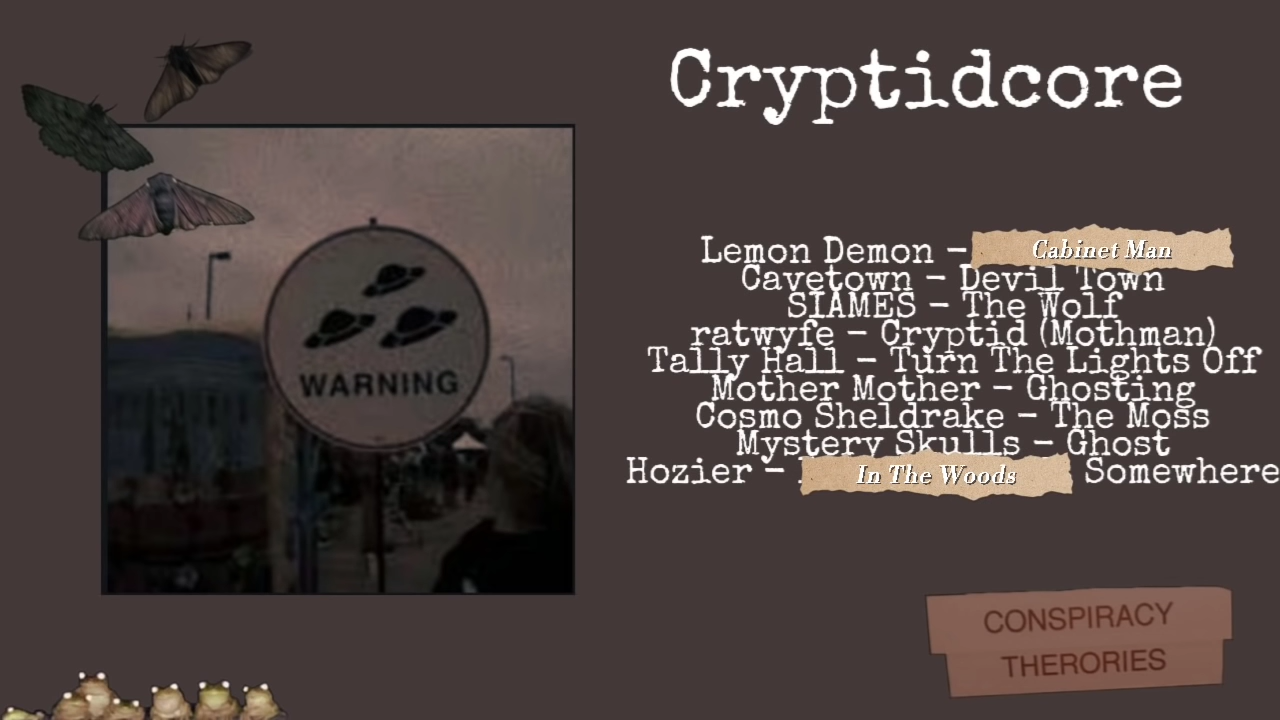 Cryptidcore
Lemon Demon - Cabinet Man
Cavetown - Devil Town
SIAMES - The Wolf
ratwyfe - Cryptid (Mothman)
Tally Hall - Turn The Lights Off
Mother Mother - Ghosting
Cosmo Sheldrake - The Moss
Mystery Skulls - Ghost
Hozier - In The Woods Somewhere
WARNING
CONSPIRACY
THERORIES